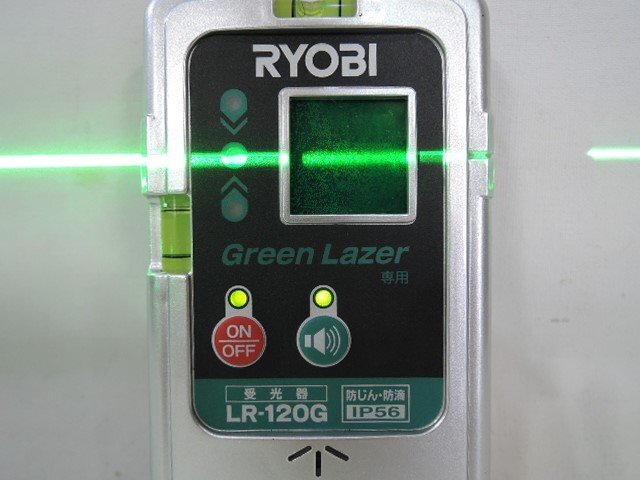 RYOBI
Green Lazer
専用
ON
OFF
受光器
LR-120G
防じん・防滴
IP56